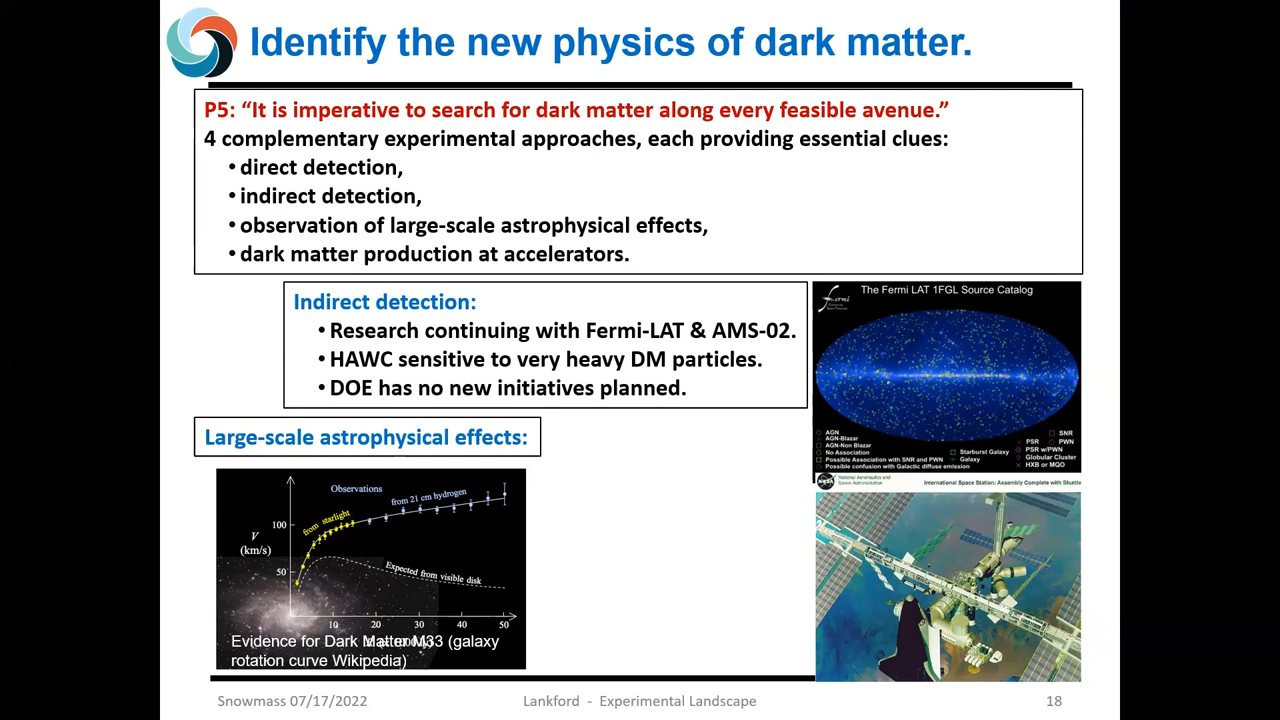 Identify the new physics of dark matter.
P5: “It is imperative to search for dark matter along every feasible avenue.”
4 complementary experimental approaches, each providing essential clues:
• direct detection,
• indirect detection,
• observation of large-scale astrophysical effects,
• dark matter production at accelerators.
Indirect detection:
• Research continuing with Fermi-LAT & AMS-02.
• HAWC sensitive to very heavy DM particles.
• DOE has no new initiatives planned.
The Fermi LAT 1FGL Source Catalog
Fermi
AGN
AGN-Blazar
AGN-Non Blazar
No Association
Possible Association with SNR and PWN
Possible confusion with Galactic diffuse emission
Starburst Galaxy
Galaxy
SNR
PSR
PWN
PSR w/PWN
Globular Cluster
HXB or MQO
NASA
National Aeronautics and
Space Administration
International Space Station: Assembly Complete with Shuttle
Large-scale astrophysical effects:
Observations
from starlight
from 21 cm hydrogen
V
(km/s)
100
50
Expected from visible disk
10
20
30
40
50
Evidence for Dark Matter M33 (galaxy
rotation curve Wikipedia)
Snowmass 07/17/2022
Lankford - Experimental Landscape
18